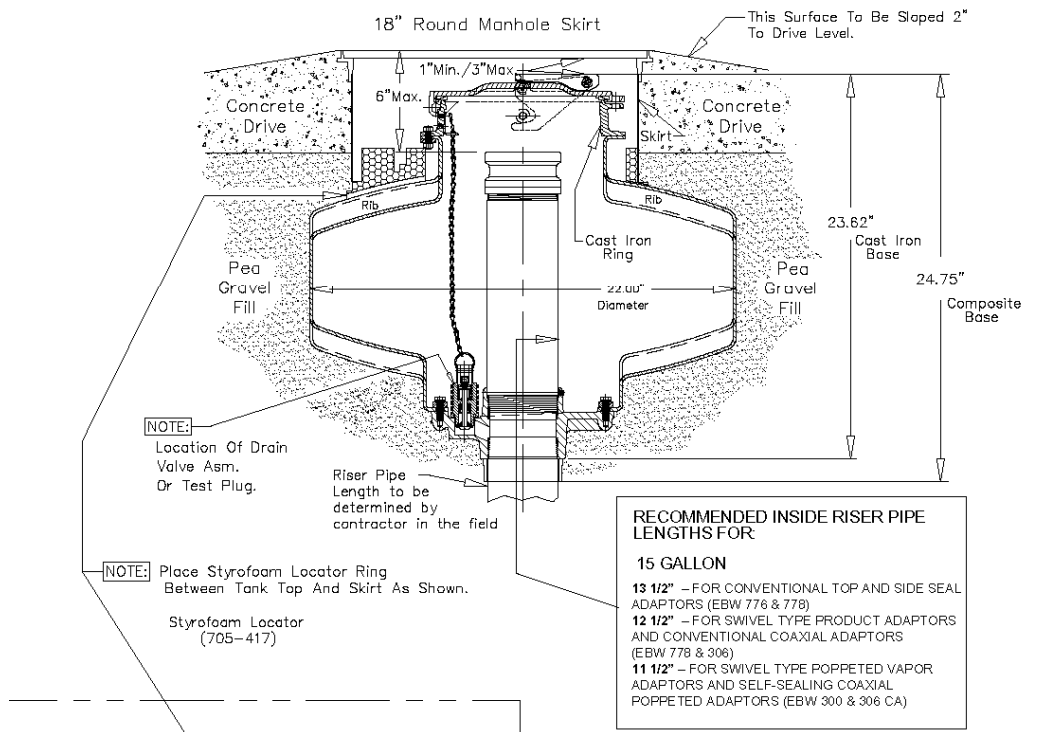 18" Round Manhole Skirt
This Surface To Be Sloped 2"
To Drive Level.
1"Min./3"Max.
6"Max.
Concrete
Drive
Concrete
Drive
Skirt
Rib
Rib
Cast Iron
Ring
23.62"
Cast Iron
Base
24.75"
Composite
Base
Pea
Gravel
Fill
22.00"
Diameter
Pea
Gravel
Fill
NOTE:
Location Of Drain
Valve Asm.
Or Test Plug.
Riser Pipe
Length to be
determined by
contractor in the field
NOTE: Place Styrofoam Locator Ring
Between Tank Top And Skirt As Shown.
Styrofoam Locator
(705-417)
RECOMMENDED INSIDE RISER PIPE
LENGTHS FOR:
15 GALLON
13 1/2" – FOR CONVENTIONAL TOP AND SIDE SEAL
ADAPTORS (EBW 776 & 778)
12 1/2" – FOR SWIVEL TYPE PRODUCT ADAPTORS
AND CONVENTIONAL COAXIAL ADAPTORS
(EBW 778 & 306)
11 1/2" – FOR SWIVEL TYPE POPPETED VAPOR
ADAPTORS AND SELF-SEALING COAXIAL
POPPETED ADAPTORS (EBW 300 & 306 CA)